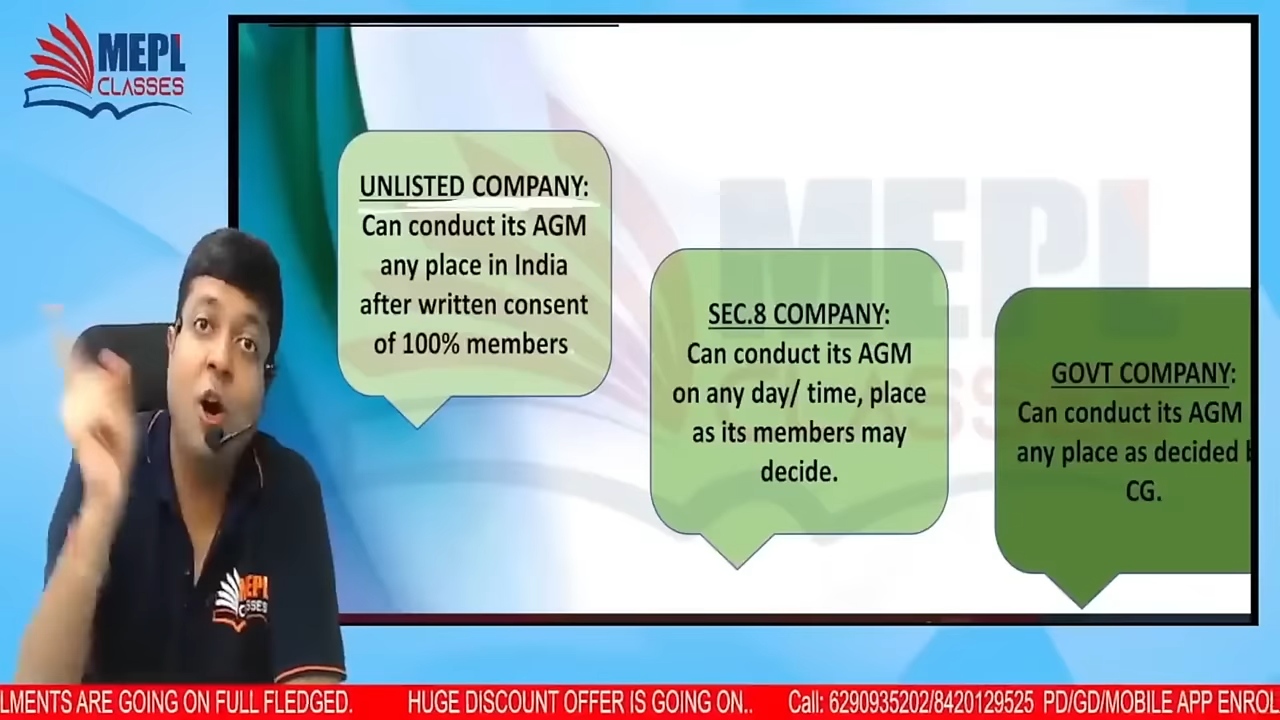 MEPL
CLASSES
UNLISTED COMPANY:
Can conduct its AGM
any place in India
after written consent
of 100% members
SEC.8 COMPANY:
Can conduct its AGM
on any day/ time, place
as its members may
decide.
GOVT COMPANY:
Can conduct its AGM
any place as decided
CG.
MEPL
MEPL
LMENTS ARE GOING ON FULL FLEDGED. HUGE DISCOUNT OFFER IS GOING ON.. Call: 6290935202/8420129525 PD/GD/MOBILE APP ENROL